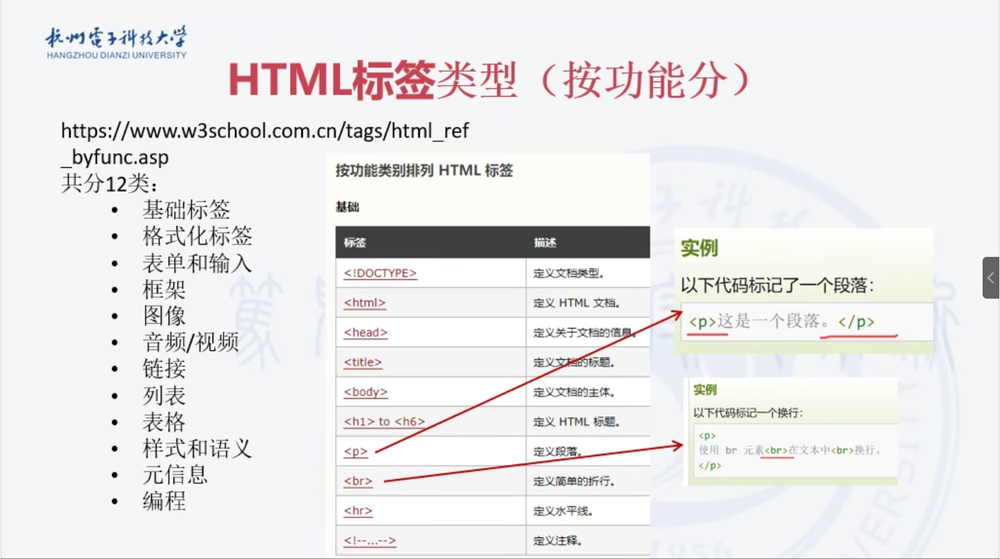 杭州電子科技大学
HANGZHOU DIANZI UNIVERSITY
HTML标签类型（按功能分）
https://www.w3school.com.cn/tags/html_ref
_byfunc.asp
共分12类：
• 基础标签
• 格式化标签
• 表单和输入
• 框架
• 图像
• 音频/视频
• 链接
• 列表
• 表格
• 样式和语义
• 元信息
• 编程
按功能类别排列 HTML 标签
基础
标签 描述
<!DOCTYPE> 定义文档类型。
<html> 定义 HTML 文档。
<head> 定义关于文档的信息。
<title> 定义文档的标题。
<body> 定义文档的主体。
<h1> to <h6> 定义 HTML 标题。
<p> 定义段落。
<br> 定义简单的折行。
<hr> 定义水平线。
<!--...--> 定义注释。
实例
以下代码标记了一个段落：
<p>这是一个段落。</p>
实例
以下代码标记一个换行：
<p>
使用 br 元素<br>在文本中<br>换行。
</p>
1956